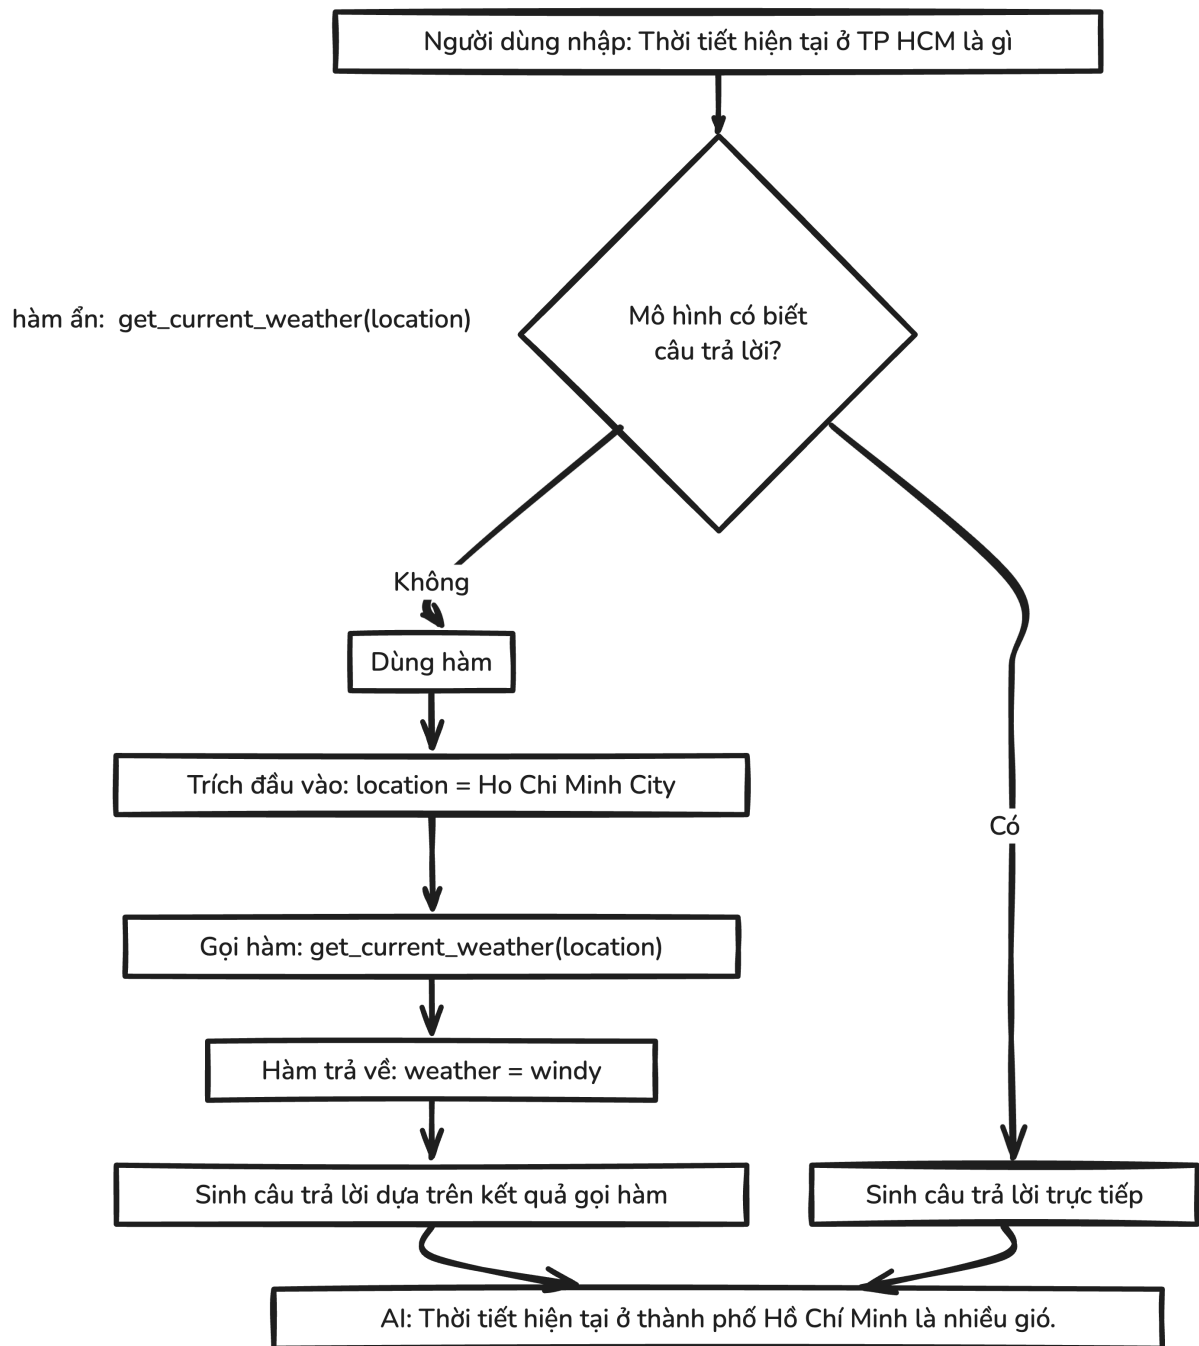 Người dùng nhập: Thời tiết hiện tại ở TP HCM là gì
hàm ẩn:  get_current_weather(location)
Mô hình có biết
câu trả lời?
Không
Dùng hàm
Trích đầu vào: location = Ho Chi Minh City
Có
Gọi hàm: get_current_weather(location)
Hàm trả về: weather = windy
Sinh câu trả lời dựa trên kết quả gọi hàm
Sinh câu trả lời trực tiếp
AI: Thời tiết hiện tại ở thành phố Hồ Chí Minh là nhiều gió.